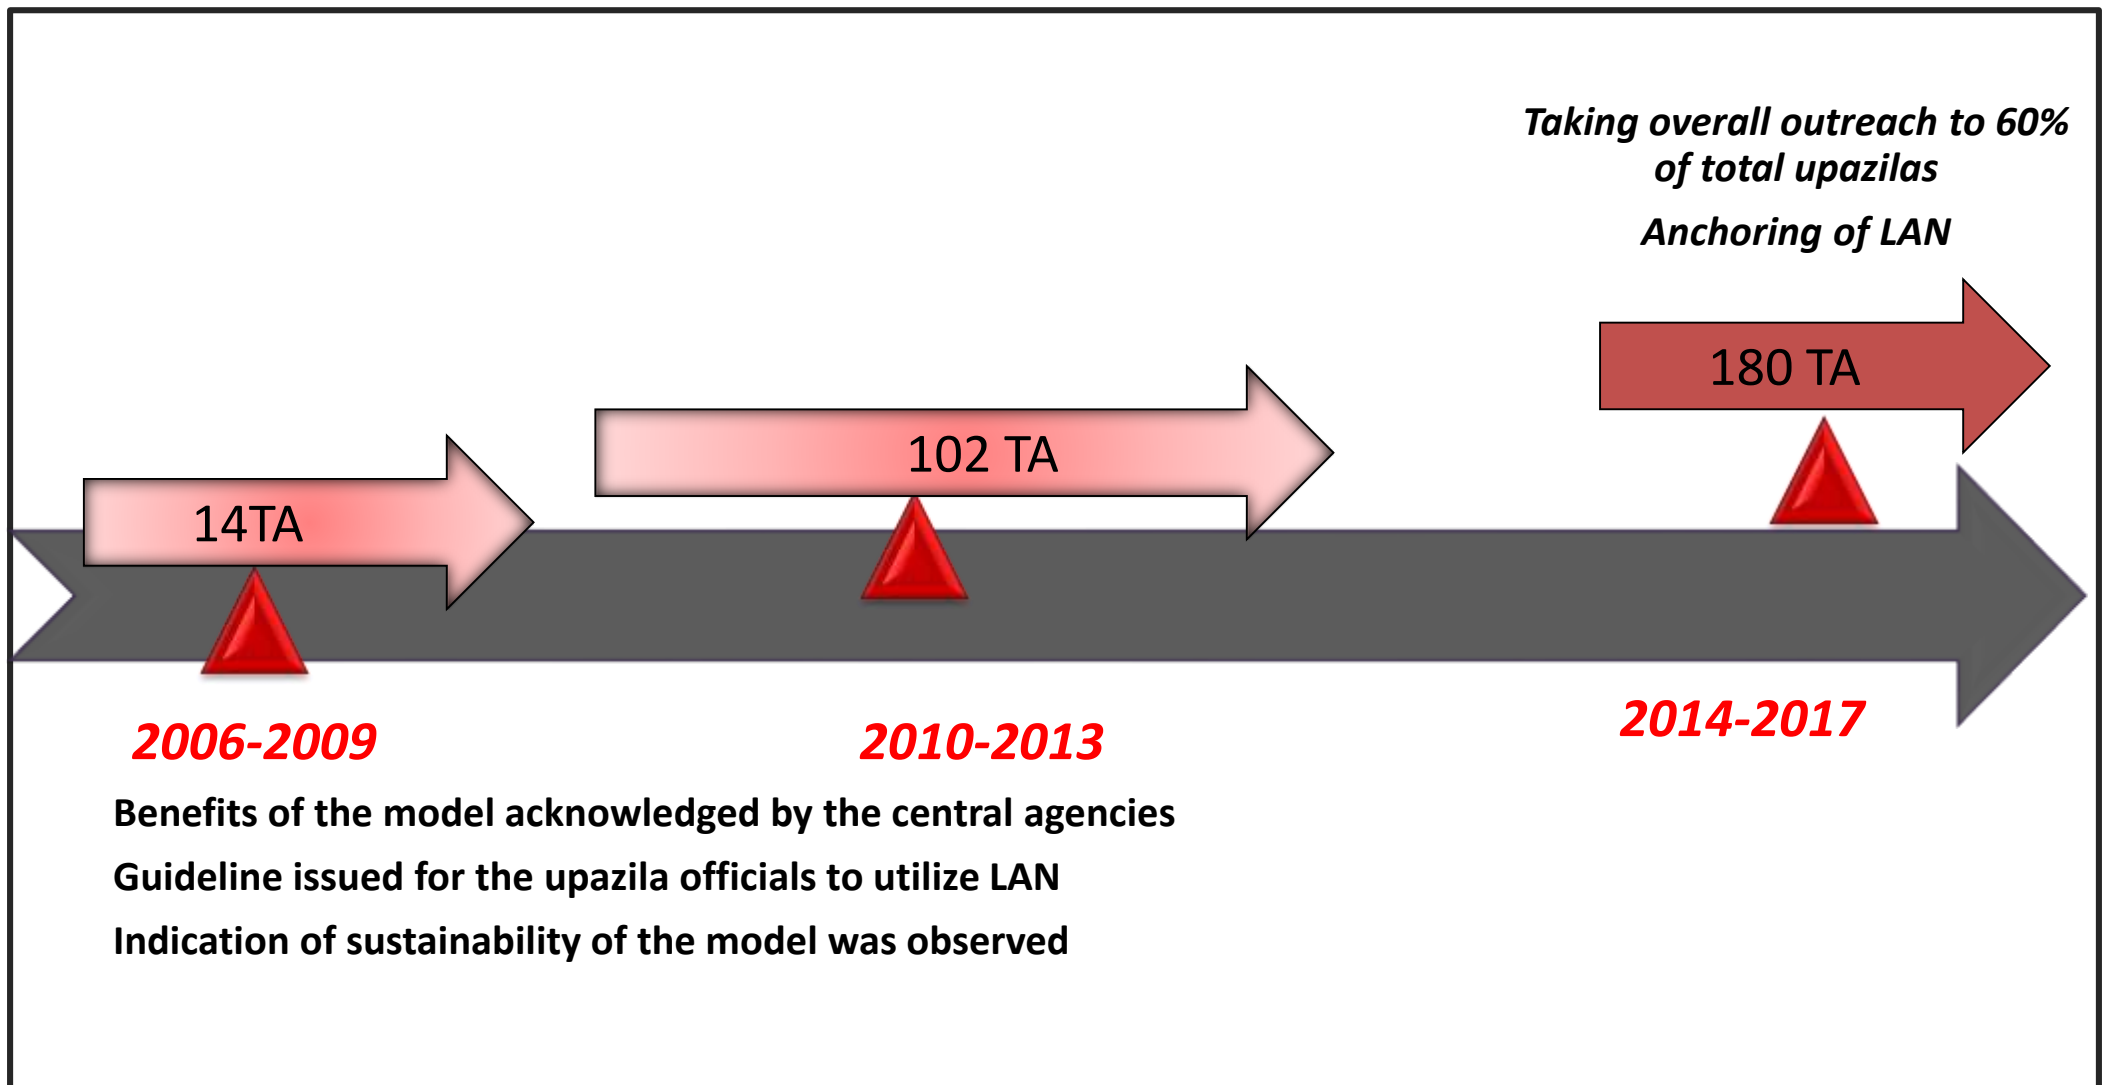 Taking overall outreach to 60%
of total upazilas
Anchoring of LAN
180 TA
102 TA
14TA
2006-2009
2010-2013
2014-2017
Benefits of the model acknowledged by the central agencies
Guideline issued for the upazila officials to utilize LAN
Indication of sustainability of the model was observed